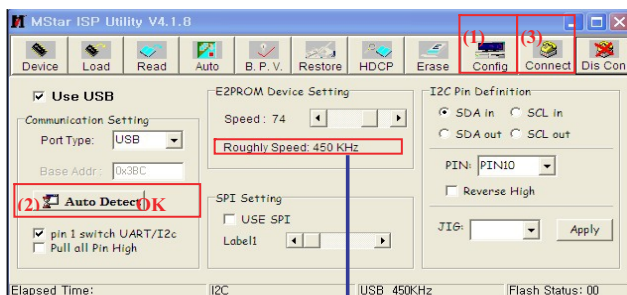 MStar ISP Utility V4.1.8
(1) (3)
Device Load Read Auto B. P. V. Restore HDCP Erase Config Connect Dis Con
Use USB
Communication Setting
Port Type: USB
Base Addr: 0x3BC
(2) Auto Detect OK
pin 1 switch UART/I2c
Pull all Pin High
E2PROM Device Setting
Speed : 74
Roughly Speed: 450 KHz
SPI Setting
USE SPI
Label1
I2C Pin Definition
SDA in SCL in
SDA out SCL out
PIN: PIN10
Reverse High
JIG: Apply
Elapsed Time: I2C USB 450KHz Flash Status: 00